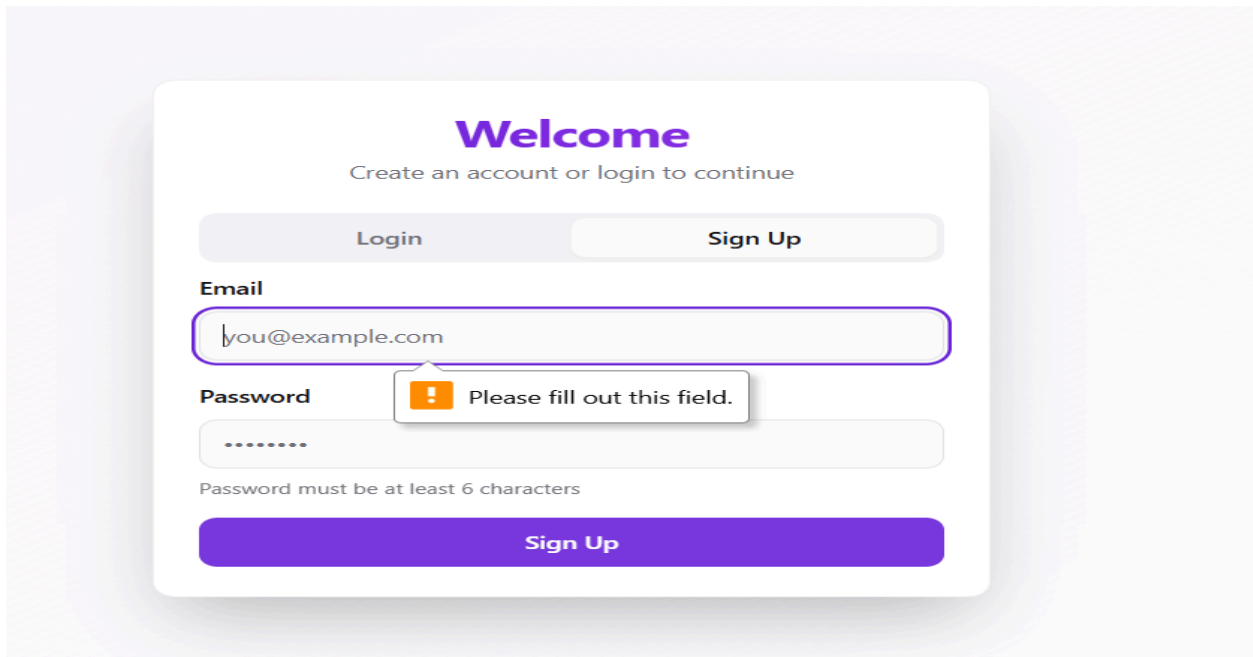 Welcome
Create an account or login to continue
Login Sign Up
Email
you@example.com
Please fill out this field.
Password
••••••••
Password must be at least 6 characters
Sign Up